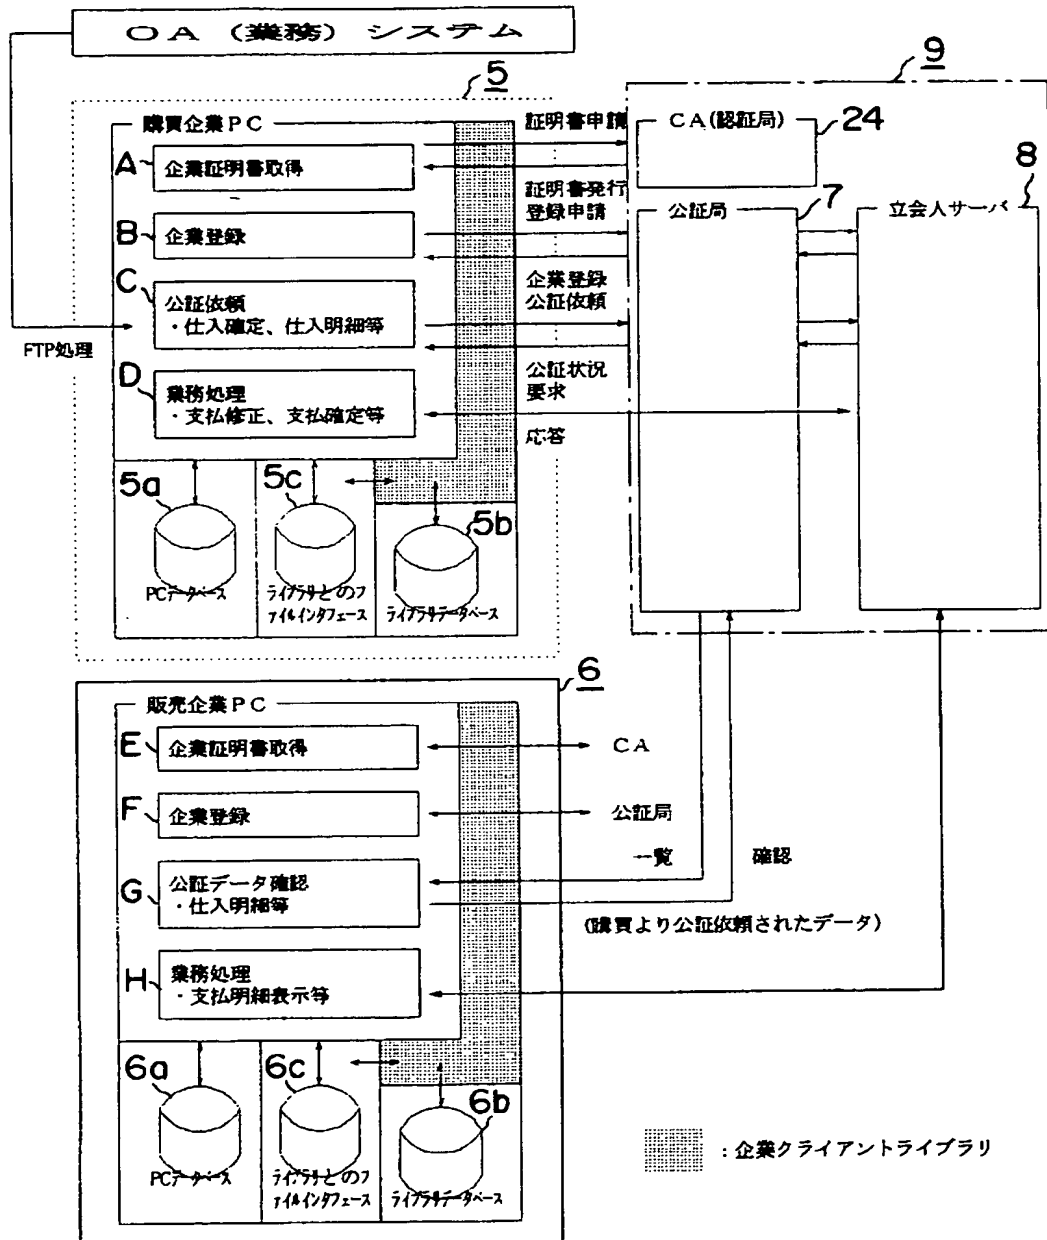 OA（業務）システム
5
9
購買企業PC
証明書申請
CA(認証局)
24
A
企業証明書取得
8
証明書発行
登録申請
公証局
7
立会人サーバ
B
企業登録
C
企業登録
公証依頼
公証依頼
・仕入確定、仕入明細等
FTP処理
D
公証状況
要求
業務処理
・支払修正、支払確定等
応答
5a
5c
5b
PCデータベース
ライブラリとのフ
ァイルインタフェース
ライブラリデータベース
6
販売企業PC
E
企業証明書取得
CA
F
企業登録
公証局
一覧
確認
G
公証データ確認
・仕入明細等
(購買より公証依頼されたデータ)
H
業務処理
・支払明細表示等
6a
6c
6b
PCデータベース
ライブラリとのフ
ァイルインタフェース
ライブラリデータベース
：企業クライアントライブラリ